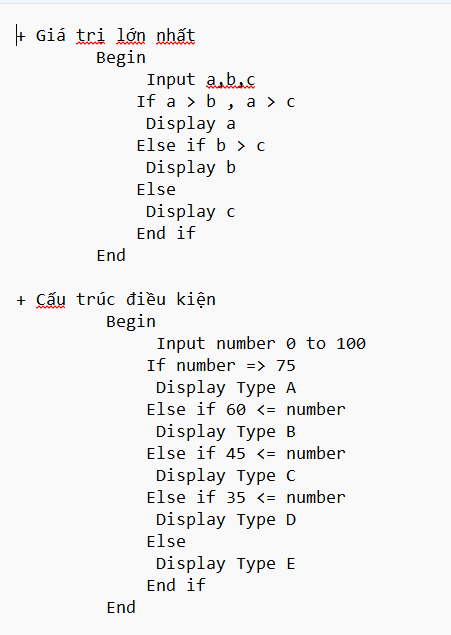 + Giá trị lớn nhất
Begin
Input a,b,c
If a > b , a > c
Display a
Else if b > c
Display b
Else
Display c
End if
End
+ Cấu trúc điều kiện
Begin
Input number 0 to 100
If number => 75
Display Type A
Else if 60 <= number
Display Type B
Else if 45 <= number
Display Type C
Else if 35 <= number
Display Type D
Else
Display Type E
End if
End